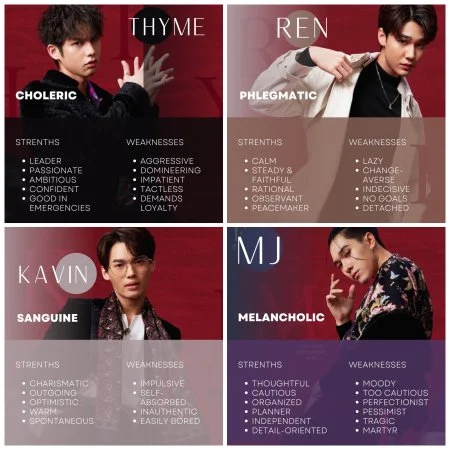 THYME
CHOLERIC
STRENTHS
LEADER
PASSIONATE
AMBITIOUS
CONFIDENT
GOOD IN
EMERGENCIES
WEAKNESSES
AGGRESSIVE
DOMINEERING
IMPATIENT
TACTLESS
DEMANDS
LOYALTY
REN
PHLEGMATIC
STRENTHS
CALM
STEADY &
FAITHFUL
RATIONAL
OBSERVANT
PEACEMAKER
WEAKNESSES
LAZY
CHANGE-
AVERSE
INDECISIVE
NO GOALS
DETACHED
KAVIN
SANGUINE
STRENTHS
CHARISMATIC
OUTGOING
OPTIMISTIC
WARM
SPONTANEOUS
WEAKNESSES
IMPULSIVE
SELF-
ABSORBED
INAUTHENTIC
EASILY BORED
MJ
MELANCHOLIC
STRENTHS
THOUGHTFUL
CAUTIOUS
ORGANIZED
PLANNER
INDEPENDENT
DETAIL-ORIENTED
WEAKNESSES
MOODY
TOO CAUTIOUS
PERFECTIONIST
PESSIMIST
TRAGIC
MARTYR